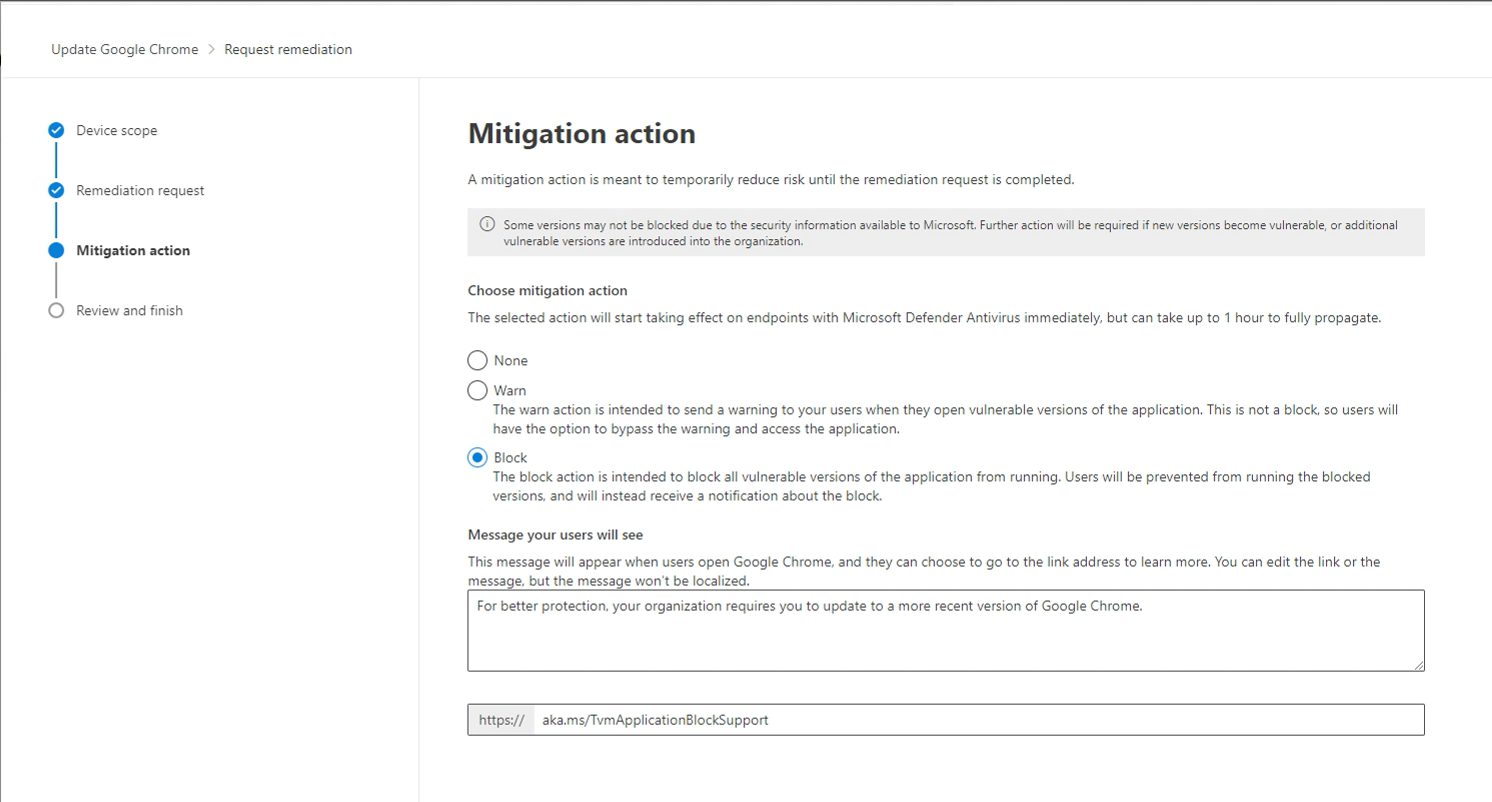 Update Google Chrome > Request remediation
Device scope
Remediation request
Mitigation action
Review and finish
Mitigation action
A mitigation action is meant to temporarily reduce risk until the remediation request is completed.
Some versions may not be blocked due to the security information available to Microsoft. Further action will be required if new versions become vulnerable, or additional
vulnerable versions are introduced into the organization.
Choose mitigation action
The selected action will start taking effect on endpoints with Microsoft Defender Antivirus immediately, but can take up to 1 hour to fully propagate.
None
Warn
The warn action is intended to send a warning to your users when they open vulnerable versions of the application. This is not a block, so users will
have the option to bypass the warning and access the application.
Block
The block action is intended to block all vulnerable versions of the application from running. Users will be prevented from running the blocked
versions, and will instead receive a notification about the block.
Message your users will see
This message will appear when users open Google Chrome, and they can choose to go to the link address to learn more. You can edit the link or the
message, but the message won't be localized.
For better protection, your organization requires you to update to a more recent version of Google Chrome.
https:// aka.ms/TvmApplicationBlockSupport